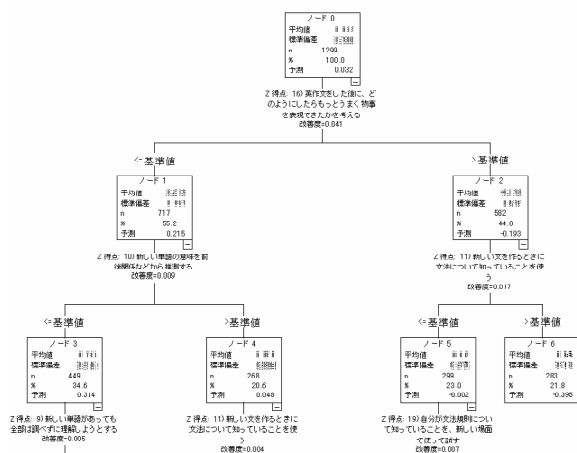 ノード 0
平均値
標準偏差
n 1299
% 100.0
予測 0.032
Z 得点: 16) 英作文をした後に、ど
のようにしたらもっとうまく物事
を表現できたかを考える
改善度=0.041
<=基準値
>基準値
ノード 1
平均値
標準偏差
n 717
% 55.2
予測 0.215
ノード 2
平均値
標準偏差
n 582
% 44.8
予測 -0.193
Z 得点: 10) 新しい単語の意味を前
後関係などから推測する
改善度=0.009
Z 得点: 11) 新しい文を作るときに
文法について知っていることを使
う
改善度=0.017
<=基準値
>基準値
<=基準値
>基準値
ノード 3
平均値
標準偏差
n 449
% 34.6
予測 0.314
ノード 4
平均値
標準偏差
n 268
% 20.6
予測 0.048
ノード 5
平均値
標準偏差
n 299
% 23.0
予測 -0.002
ノード 6
平均値
標準偏差
n 283
% 21.8
予測 -0.395
Z 得点: 9) 新しい単語があっても
全部は調べずに理解しようとする
改善度=0.005
Z 得点: 11) 新しい文を作るときに
文法について知っていることを使
う
改善度=0.004
Z 得点: 19) 自分が文法規則につい
て知っていることを、新しい場面
で使って試す
改善度=0.007